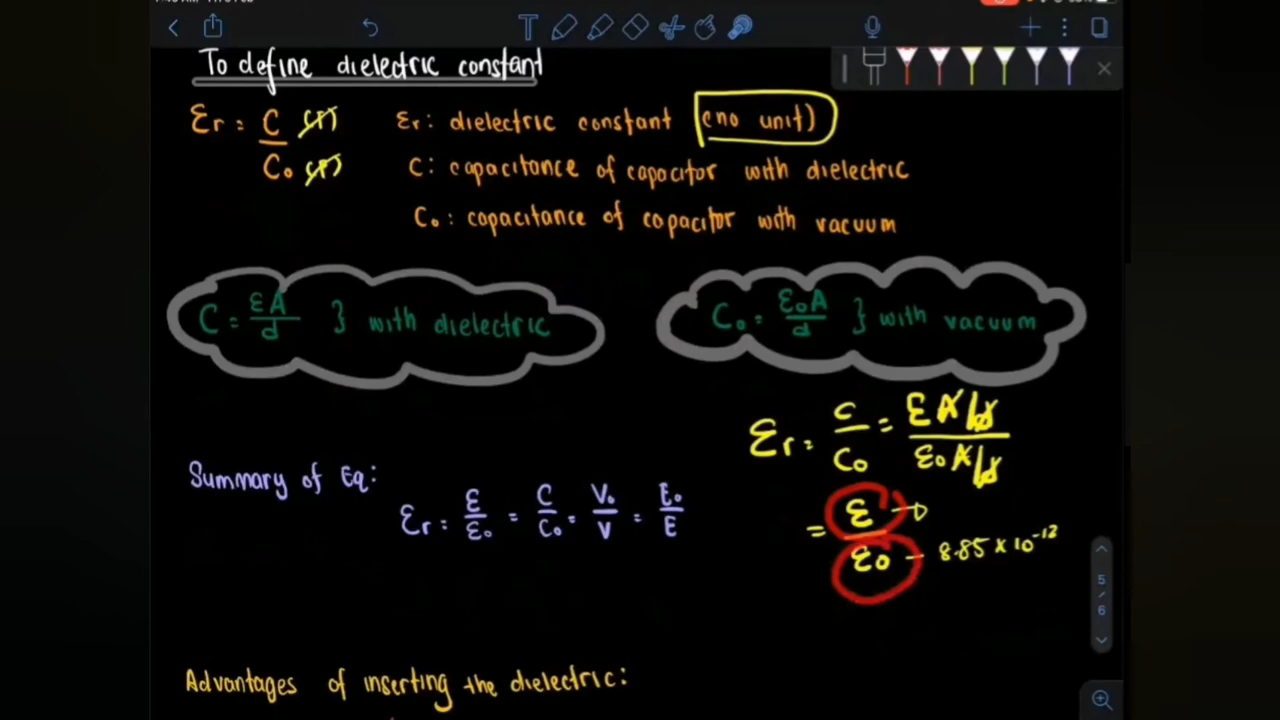 To define dielectric constant
εr = C (F) / C₀ (F)
εr : dielectric constant (no unit)
C : capacitance of capacitor with dielectric
C₀ : capacitance of capacitor with vacuum
C = εA/d } with dielectric
C₀ = ε₀A/d } with vacuum
εr = C/C₀ = εA/d / ε₀A/d
= ε → / ε₀ – 8.85 × 10⁻¹²
Summary of Eq:
εr = ε/ε₀ = C/C₀ = V₀/V = E₀/E
5 / 6
Advantages of inserting the dielectric: